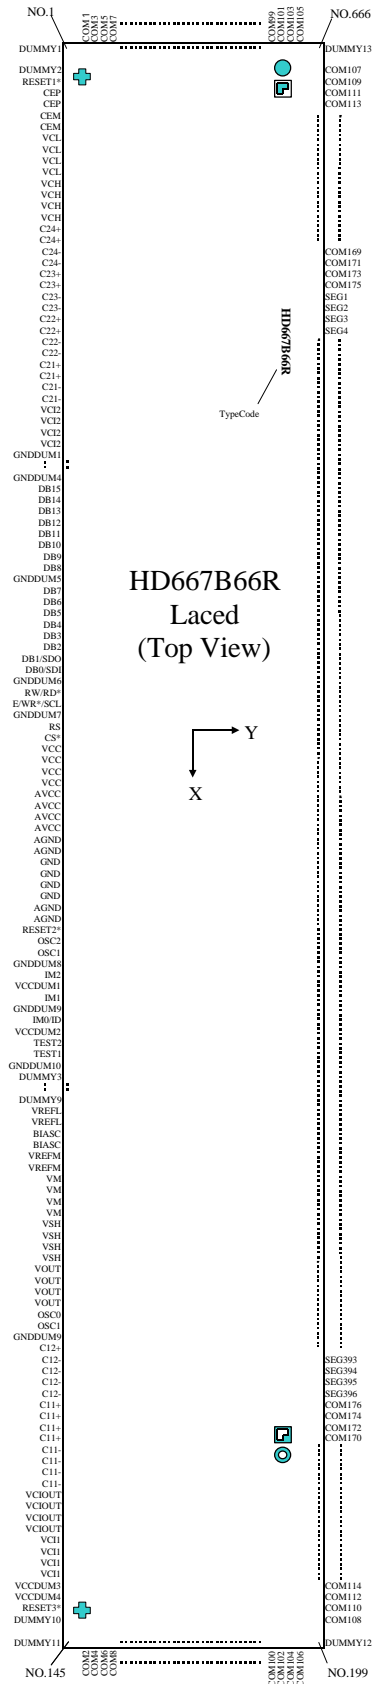 NO.1
COM1
COM3
COM5
COM7
COM99
COM101
COM103
COM105
NO.666
DUMMY1
DUMMY2
RESET1*
CEP
CEP
CEM
CEM
VCL
VCL
VCL
VCL
VCH
VCH
VCH
VCH
C24+
C24+
C24-
C24-
C23+
C23+
C23-
C23-
C22+
C22+
C22-
C22-
C21+
C21+
C21-
C21-
VCI2
VCI2
VCI2
VCI2
GNDDUM1
GNDDUM4
DB15
DB14
DB13
DB12
DB11
DB10
DB9
DB8
GNDDUM5
DB7
DB6
DB5
DB4
DB3
DB2
DB1/SDO
DB0/SDI
GNDDUM6
RW/RD*
E/WR*/SCL
GNDDUM7
RS
CS*
VCC
VCC
VCC
VCC
AVCC
AVCC
AVCC
AVCC
AGND
AGND
GND
GND
GND
GND
AGND
AGND
RESET2*
OSC2
OSC1
GNDDUM8
IM2
VCCDUM1
IM1
GNDDUM9
IM0/ID
VCCDUM2
TEST2
TEST1
GNDDUM10
DUMMY3
DUMMY9
VREFL
VREFL
BIASC
BIASC
VREFM
VREFM
VM
VM
VM
VM
VSH
VSH
VSH
VSH
VOUT
VOUT
VOUT
VOUT
OSC0
OSC1
GNDDUM9
C12+
C12-
C12-
C12-
C12-
C11+
C11+
C11+
C11+
C11-
C11-
C11-
C11-
VCIOUT
VCIOUT
VCIOUT
VCIOUT
VCI1
VCI1
VCI1
VCI1
VCCDUM3
VCCDUM4
RESET3*
DUMMY10
DUMMY11
HD667B66R
TypeCode
HD667B66R
Laced
(Top View)
Y
X
DUMMY13
COM107
COM109
COM111
COM113
COM169
COM171
COM173
COM175
SEG1
SEG2
SEG3
SEG4
SEG393
SEG394
SEG395
SEG396
COM176
COM174
COM172
COM170
COM114
COM112
COM110
COM108
DUMMY12
NO.145
COM2
COM4
COM6
COM8
COM100
COM102
COM104
COM106
NO.199